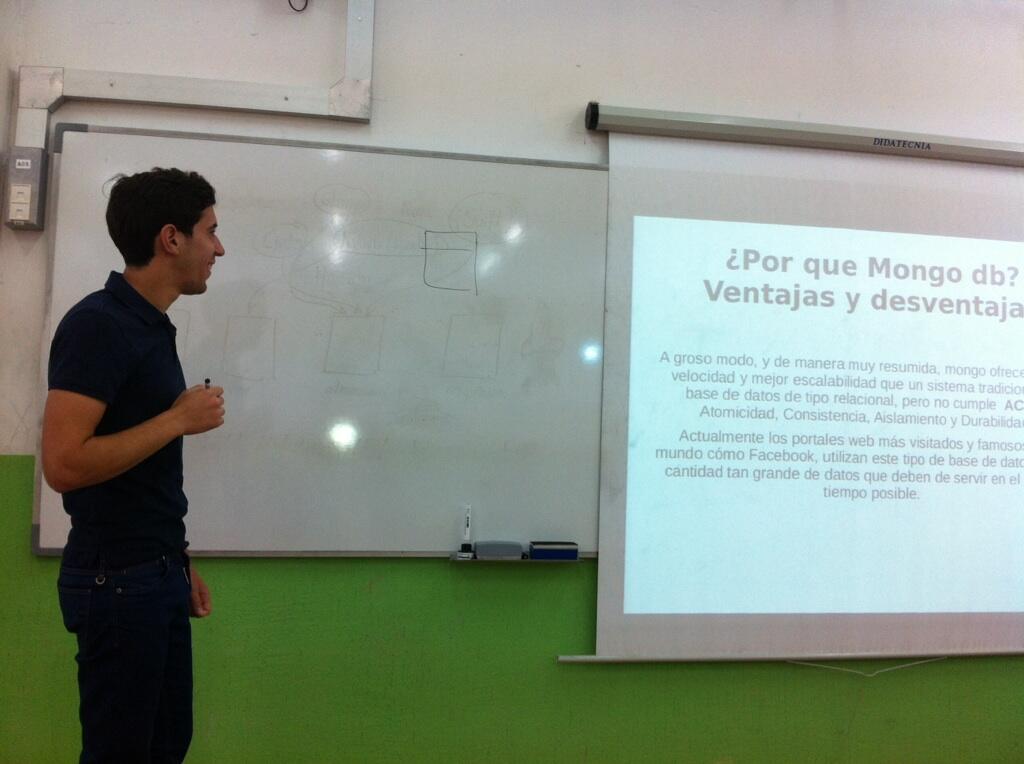 A05
DIDATECNIA
¿Por que Mongo db?
Ventajas y desventaja
A groso modo, y de manera muy resumida, mongo ofrece
velocidad y mejor escalabilidad que un sistema tradicio
base de datos de tipo relacional, pero no cumple AC
Atomicidad, Consistencia, Aislamiento y Durabilida
Actualmente los portales web más visitados y famoso
mundo cómo Facebook, utilizan este tipo de base de dato
cantidad tan grande de datos que deben de servir en el
tiempo posible.